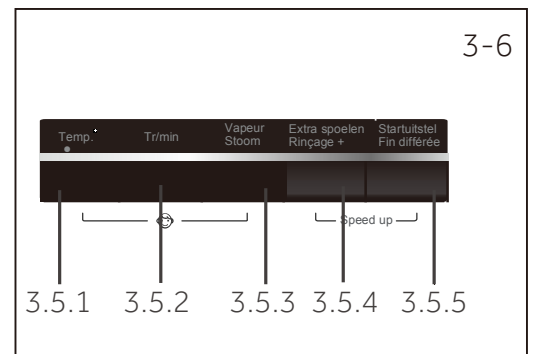 3-6
Temp.
Tr/min
Vapeur
Stoom
Extra spoelen
Rinçage +
Startuitstel
Fin différée
Speed up
3.5.1 3.5.2 3.5.3 3.5.4 3.5.5